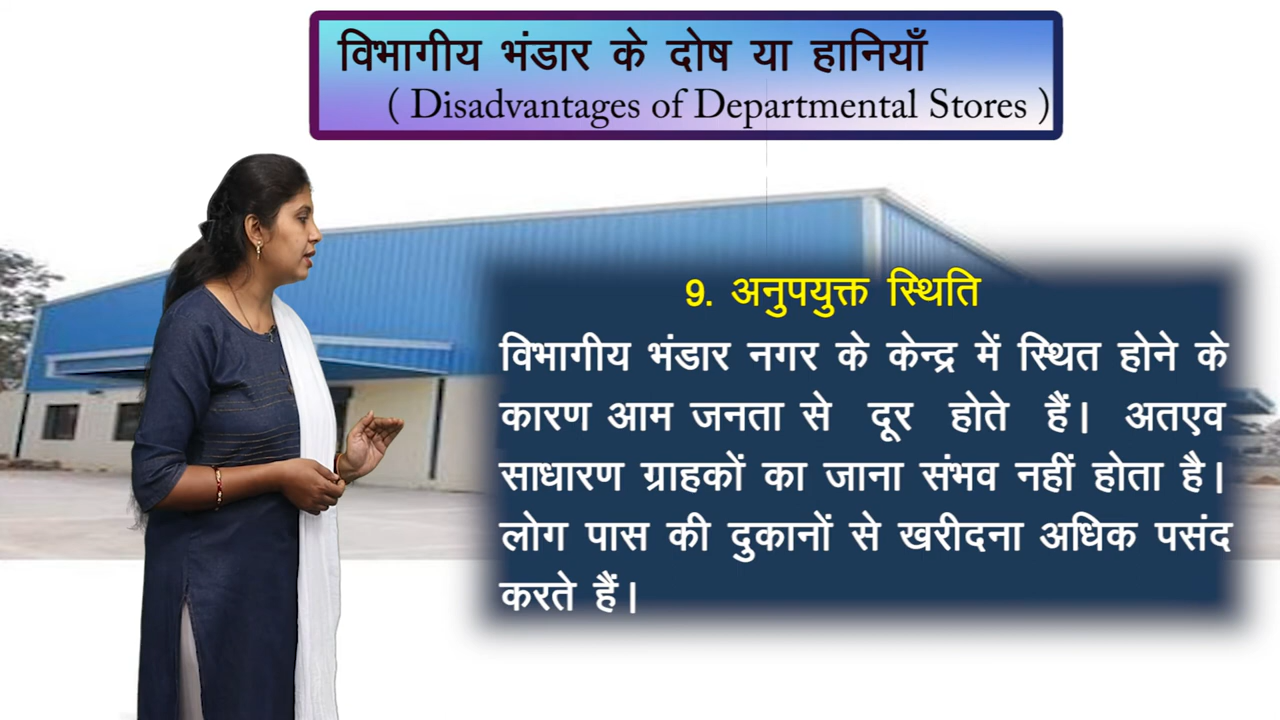 विभागीय भंडार के दोष या हानियाँ
( Disadvantages of Departmental Stores )
9. अनुपयुक्त स्थिति
विभागीय भंडार नगर के केन्द्र में स्थित होने के
कारण आम जनता से दूर होते हैं। अतएव
साधारण ग्राहकों का जाना संभव नहीं होता है।
लोग पास की दुकानों से खरीदना अधिक पसंद
करते हैं।